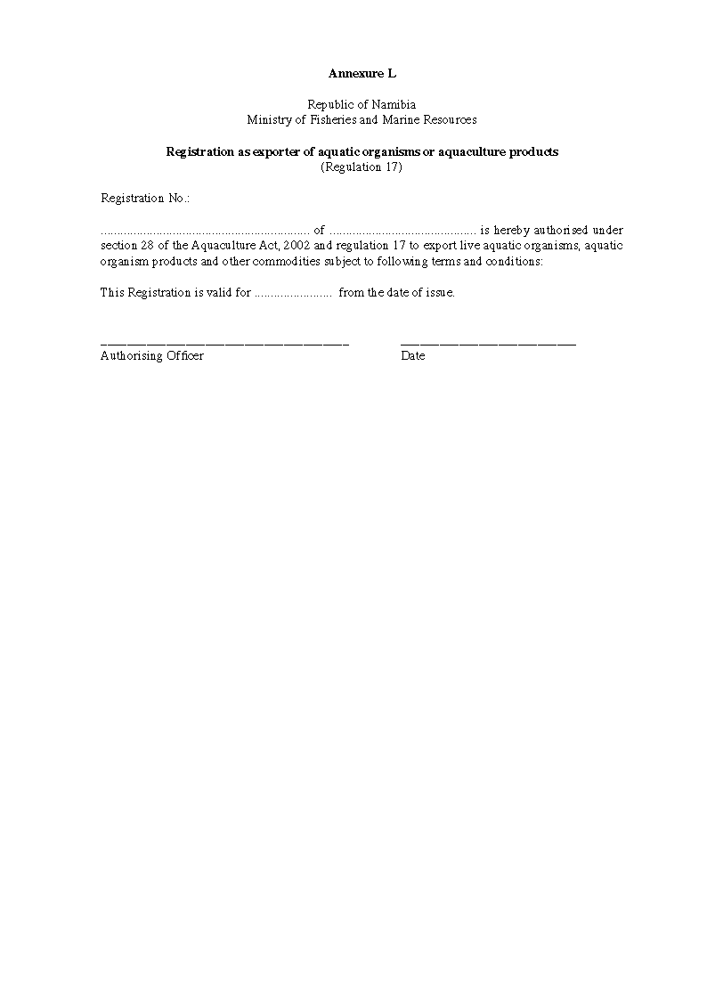 Annexure L
Republic of Namibia
Ministry of Fisheries and Marine Resources
Registration as exporter of aquatic organisms or aquaculture products
(Regulation 17)
Registration No.:
................................................................ of ............................................. is hereby authorised under
section 28 of the Aquaculture Act, 2002 and regulation 17 to export live aquatic organisms, aquatic
organism products and other commodities subject to following terms and conditions:
This Registration is valid for ........................ from the date of issue.
______________________________________ ___________________________
Authorising Officer Date